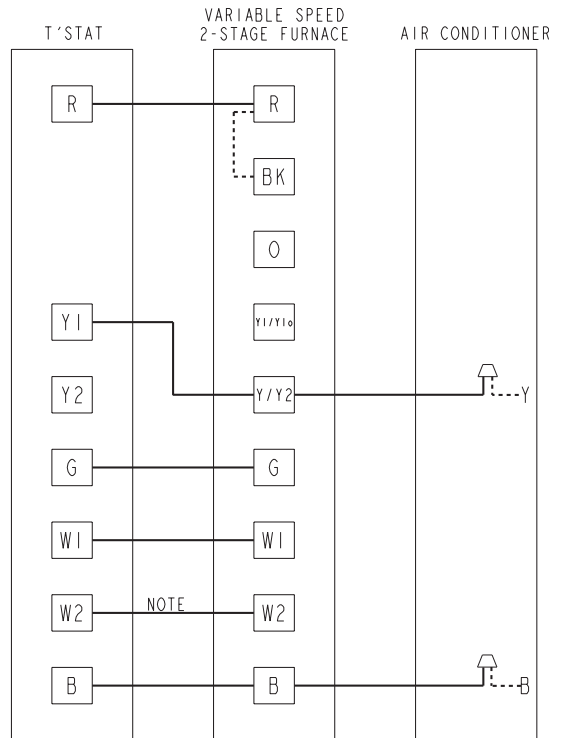 VARIABLE SPEED
T'STAT 2-STAGE FURNACE AIR CONDITIONER
R R
BK
O
Y1 Y1/Y1o
Y2 Y/Y2 Y
G G
W1 W1
W2 NOTE W2
B B B